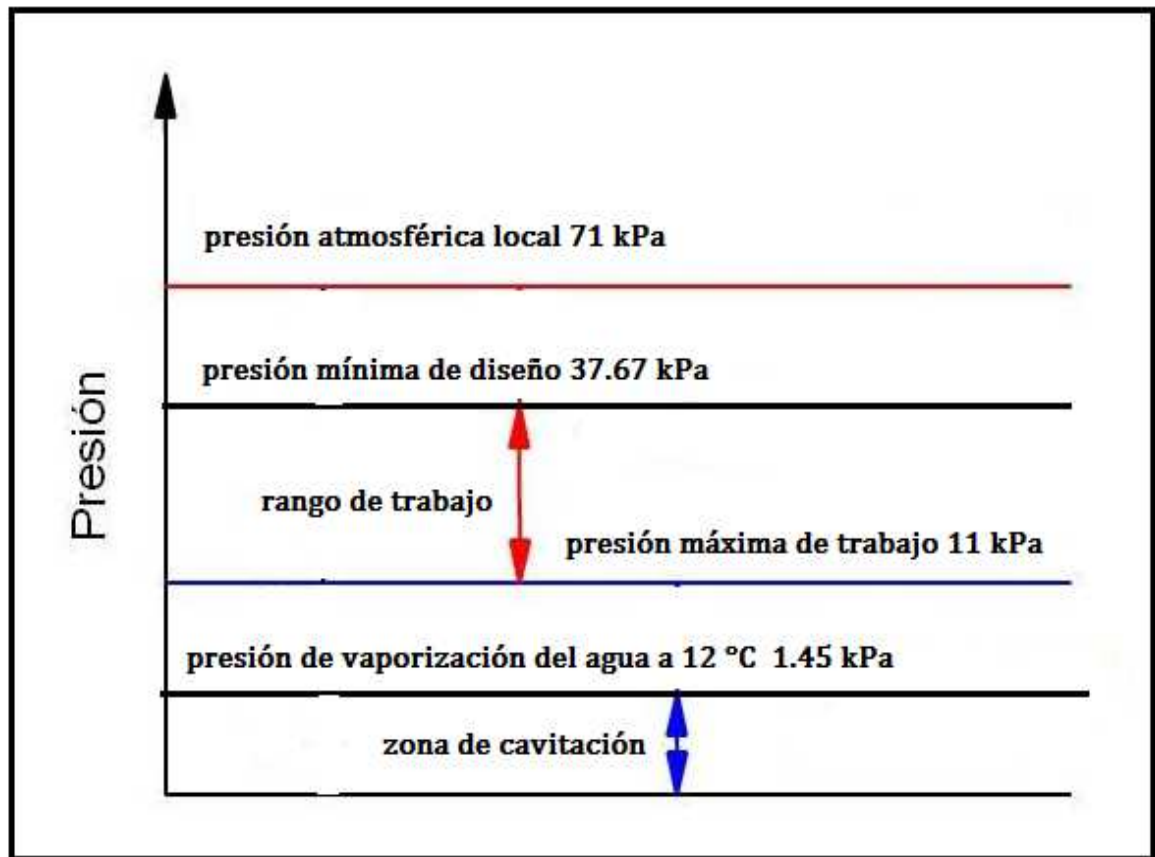 presión atmosférica local 71 kPa
presión mínima de diseño 37.67 kPa
Presión
rango de trabajo
presión máxima de trabajo 11 kPa
presión de vaporización del agua a 12 °C 1.45 kPa
zona de cavitación